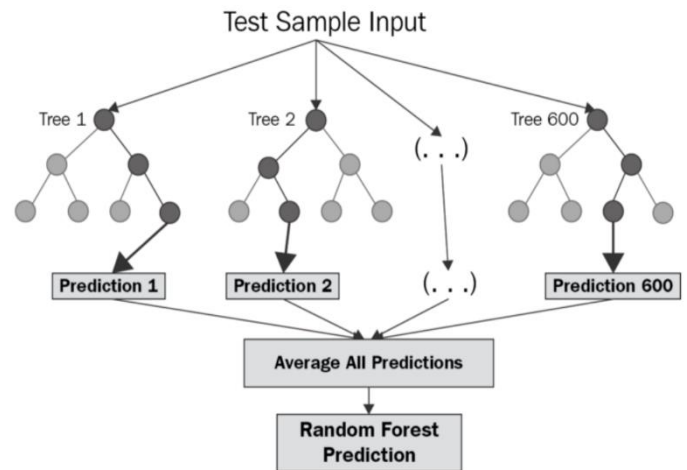 Test Sample Input
Tree 1
Tree 2
(. . .)
Tree 600
Prediction 1
Prediction 2
(. . .)
Prediction 600
Average All Predictions
Random Forest
Prediction